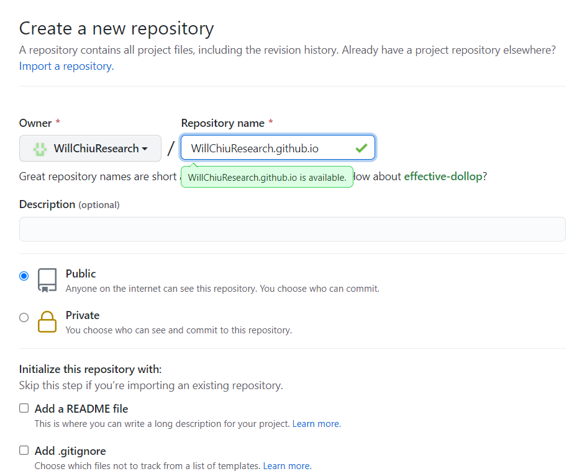 Create a new repository
A repository contains all project files, including the revision history. Already have a project repository elsewhere?
Import a repository.
Owner *
Repository name *
WillChiuResearch / WillChiuResearch.github.io
WillChiuResearch.github.io is available.
Great repository names are short How about effective-dollop?
Description (optional)
Public
Anyone on the internet can see this repository. You choose who can commit.
Private
You choose who can see and commit to this repository.
Initialize this repository with:
Skip this step if you're importing an existing repository.
Add a README file
This is where you can write a long description for your project. Learn more.
Add .gitignore
Choose which files not to track from a list of templates. Learn more.